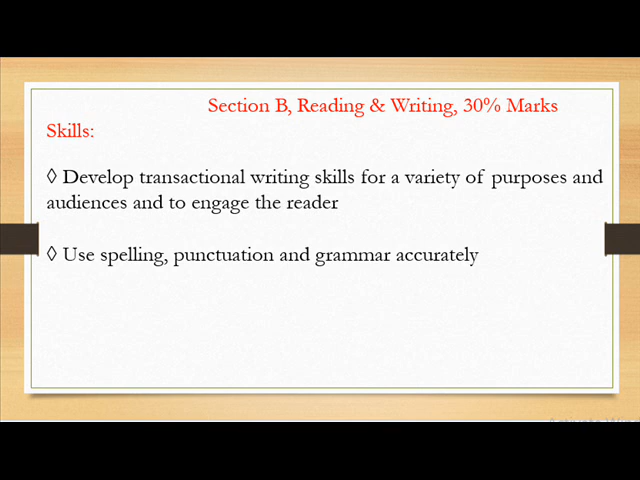 Section B, Reading & Writing, 30% Marks
Skills:
◊ Develop transactional writing skills for a variety of purposes and
audiences and to engage the reader
◊ Use spelling, punctuation and grammar accurately